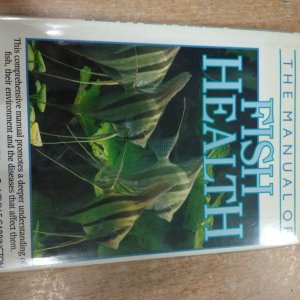 THE MANUAL OF
FISH
HEALTH
This comprehensive manual promotes a deeper understanding of
fish, their environment and the diseases that affect them.